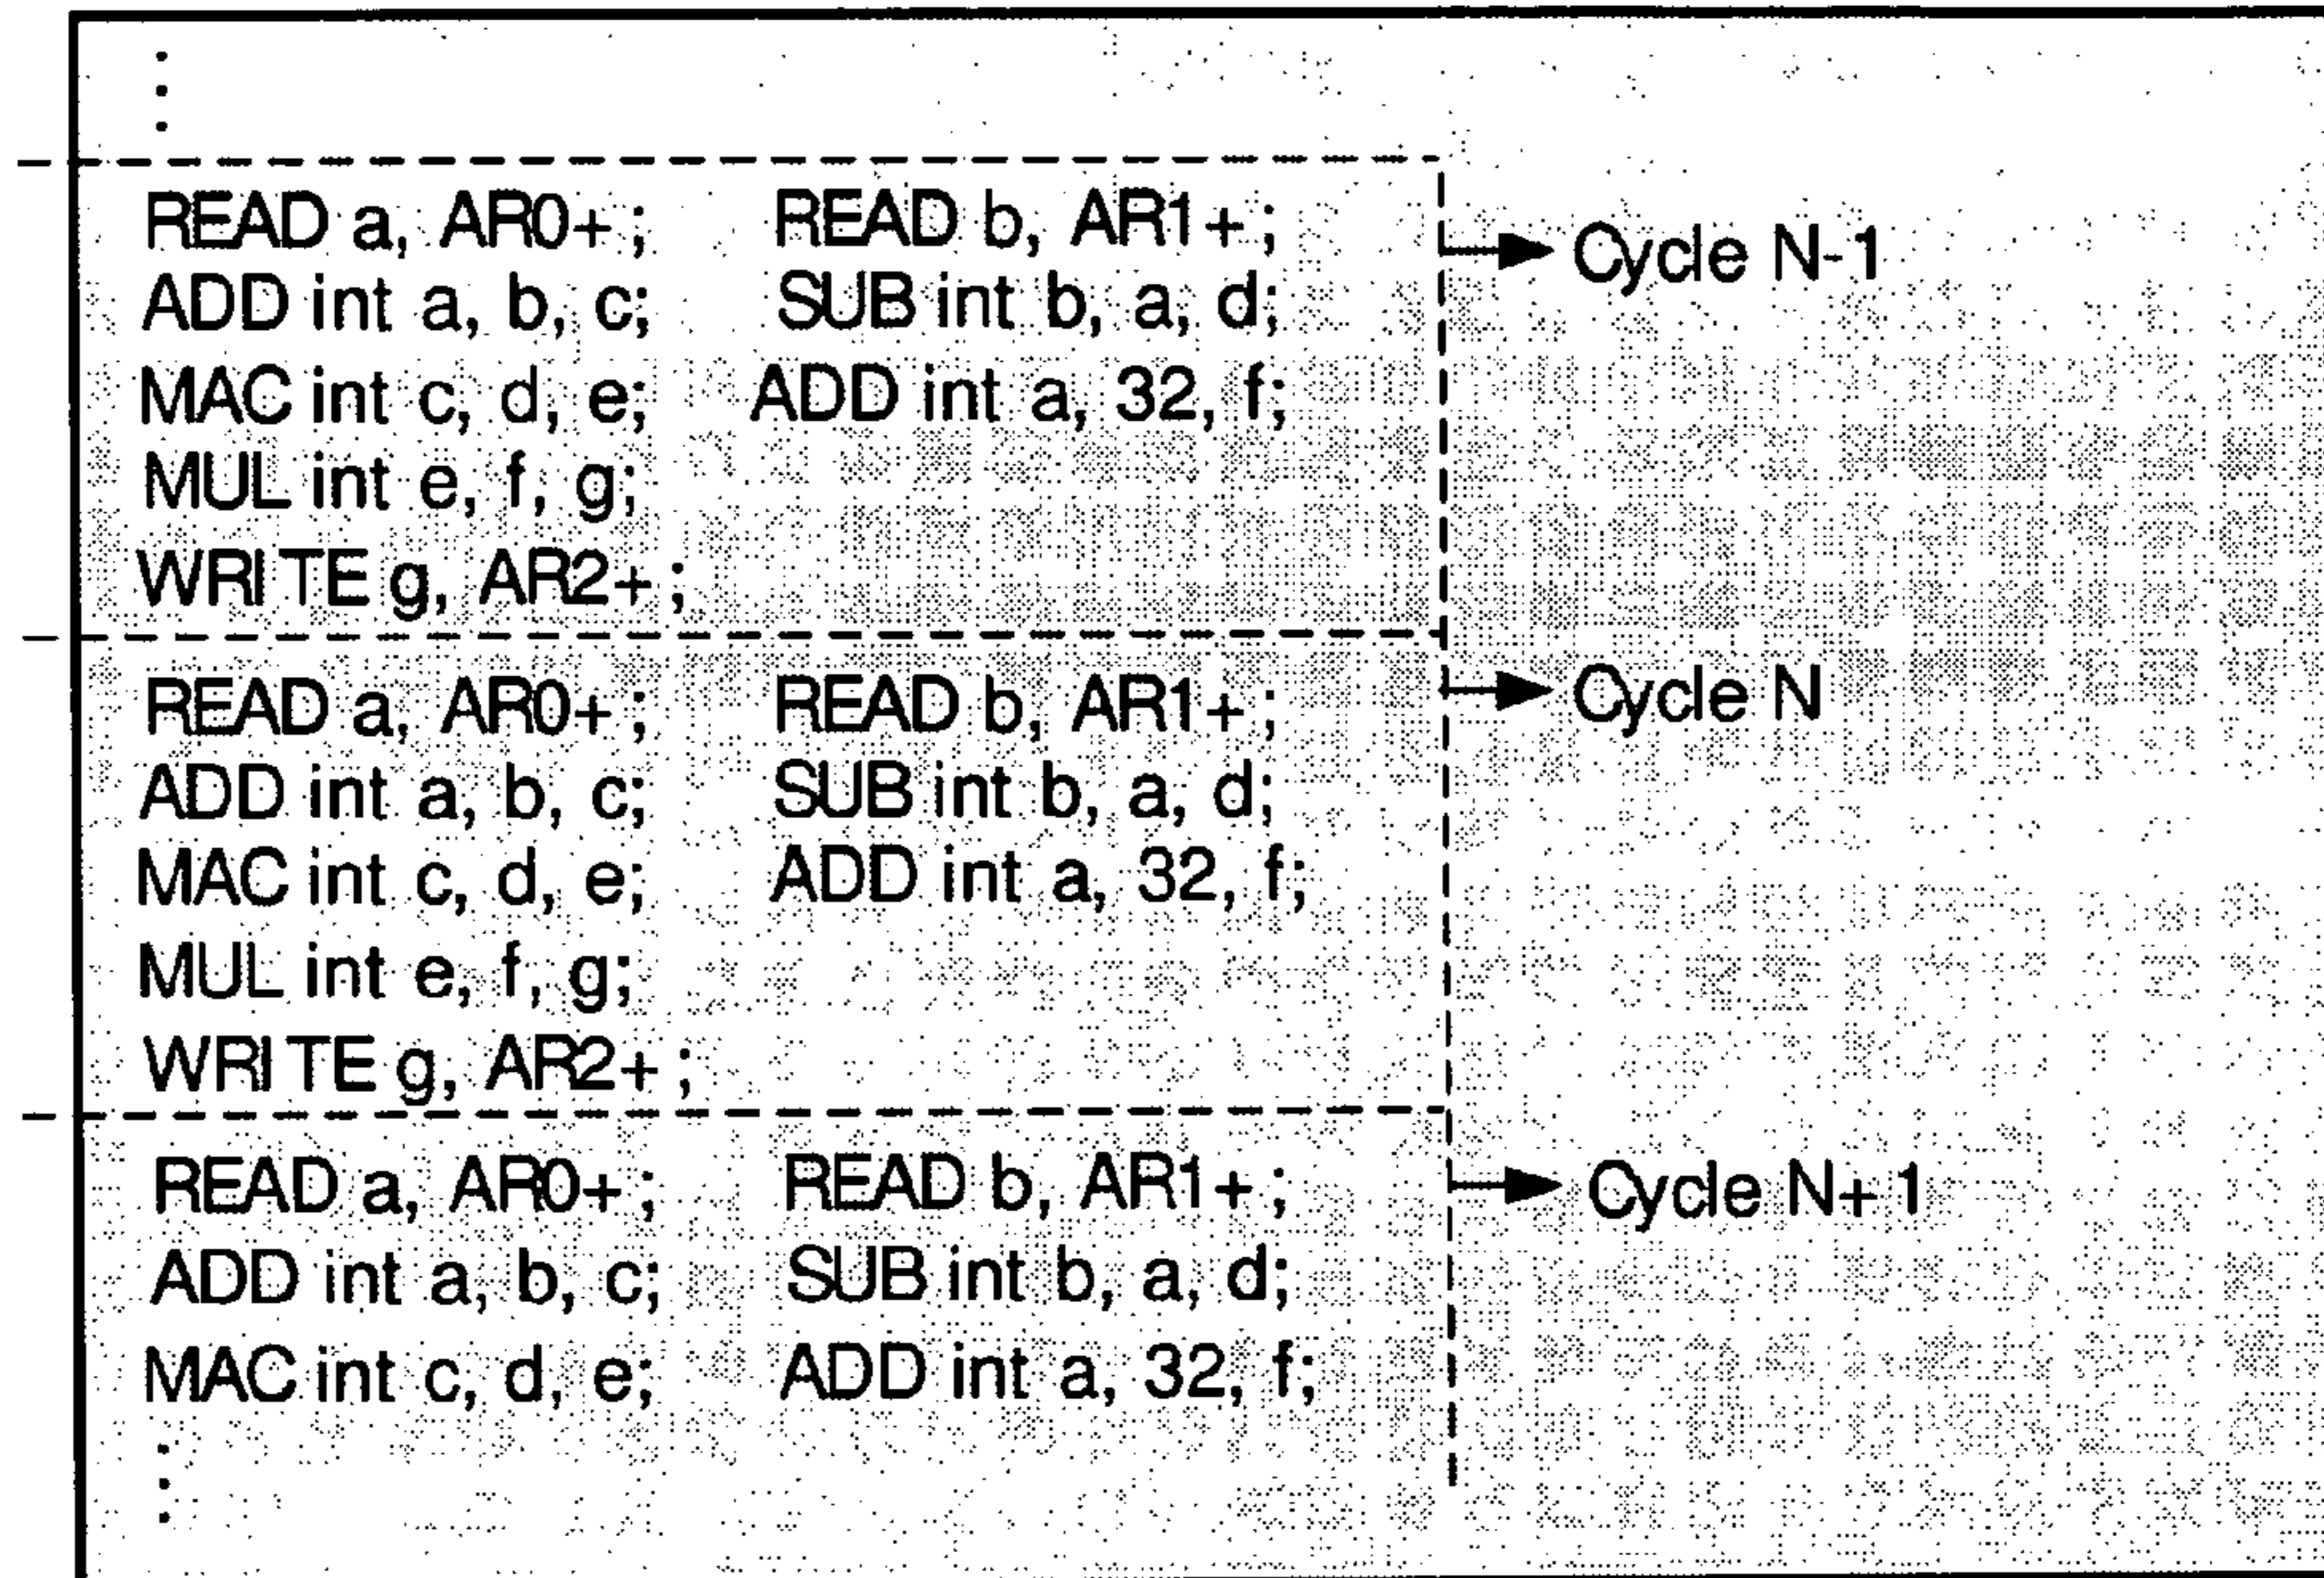 READ a, AR0+; READ b, AR1+; Cycle N-1
ADD int a, b, c; SUB int b, a, d;
MAC int c, d, e; ADD int a, 32, f;
MUL int e, f, g;
WRITE g, AR2+;
READ a, AR0+; READ b, AR1+; Cycle N
ADD int a, b, c; SUB int b, a, d;
MAC int c, d, e; ADD int a, 32, f;
MUL int e, f, g;
WRITE g, AR2+;
READ a, AR0+; READ b, AR1+; Cycle N+1
ADD int a, b, c; SUB int b, a, d;
MAC int c, d, e; ADD int a, 32, f;